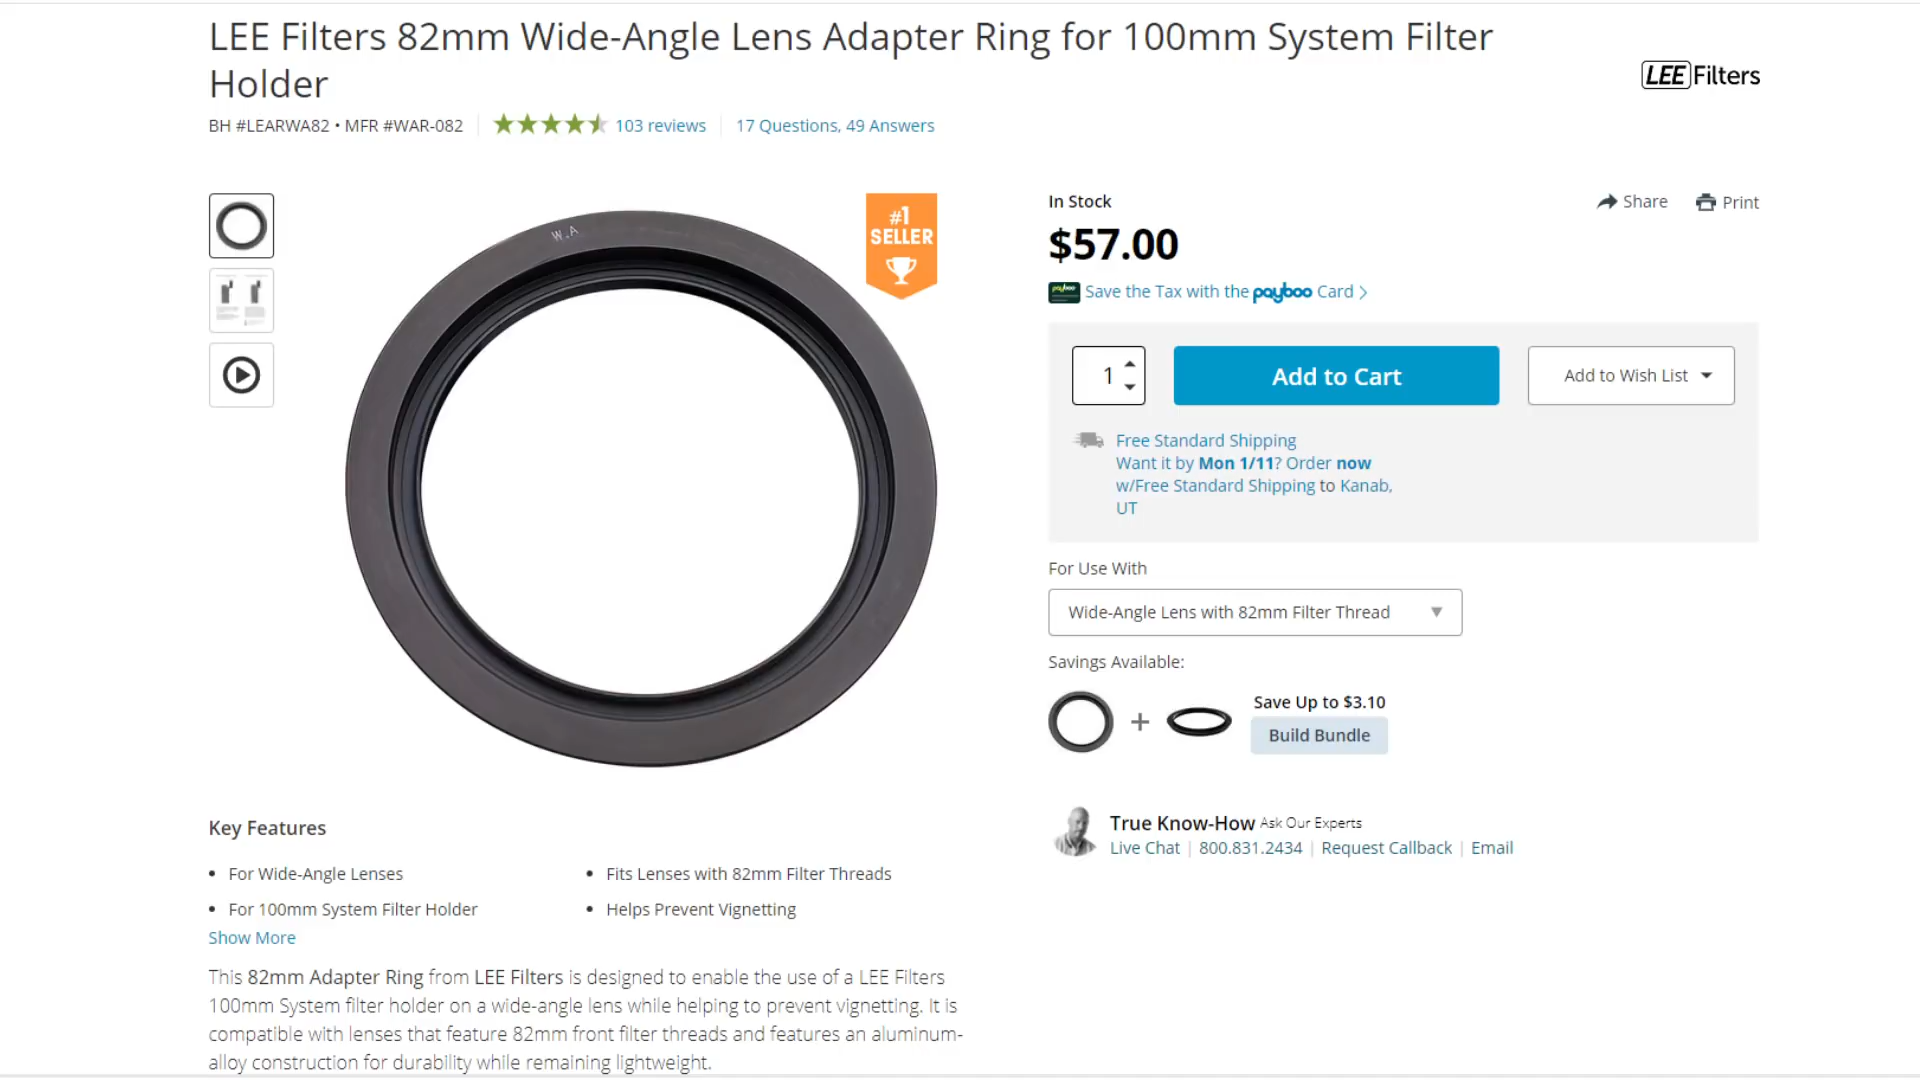 LEE Filters 82mm Wide-Angle Lens Adapter Ring for 100mm System Filter
Holder
LEE Filters
BH #LEARWA82 • MFR #WAR-082
103 reviews
17 Questions, 49 Answers
W.A
#1
SELLER
In Stock
Share
Print
$57.00
payboo
Save the Tax with the payboo Card
1
Add to Cart
Add to Wish List
Free Standard Shipping
Want it by Mon 1/11? Order now
w/Free Standard Shipping to Kanab,
UT
For Use With
Wide-Angle Lens with 82mm Filter Thread
Savings Available:
+
Save Up to $3.10
Build Bundle
True Know-How Ask Our Experts
Live Chat | 800.831.2434 | Request Callback | Email
Key Features
• For Wide-Angle Lenses
• Fits Lenses with 82mm Filter Threads
• For 100mm System Filter Holder
• Helps Prevent Vignetting
Show More
This 82mm Adapter Ring from LEE Filters is designed to enable the use of a LEE Filters
100mm System filter holder on a wide-angle lens while helping to prevent vignetting. It is
compatible with lenses that feature 82mm front filter threads and features an aluminum-
alloy construction for durability while remaining lightweight.